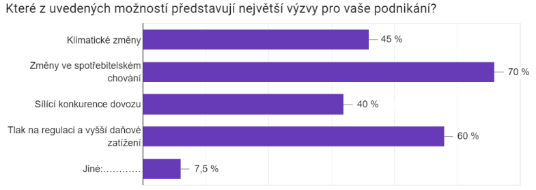 Které z uvedených možností představují největší výzvy pro vaše podnikání?
Klimatické změny
45 %
Změny ve spotřebitelském
chování
70 %
Sílící konkurence dovozu
40 %
Tlak na regulaci a vyšší daňové
zatížení
60 %
Jiné:............
7,5 %